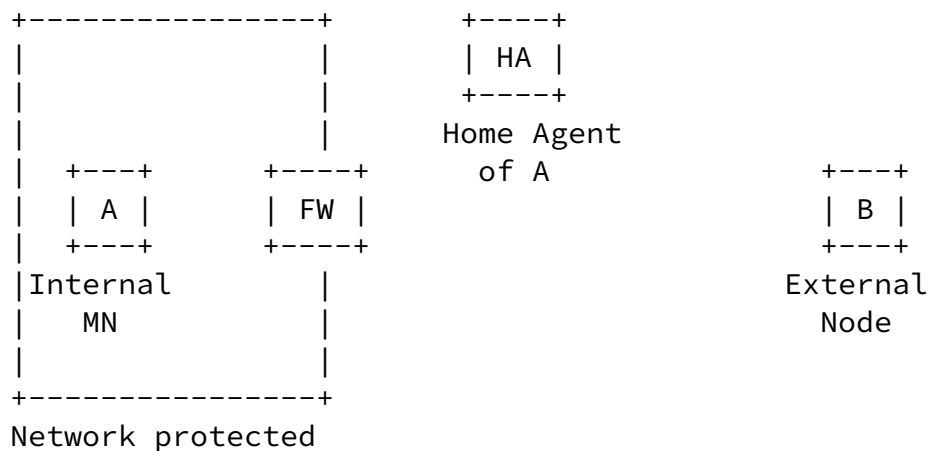 HA
Home Agent
of A
A
FW
B
Internal
MN
External
Node
Network protected